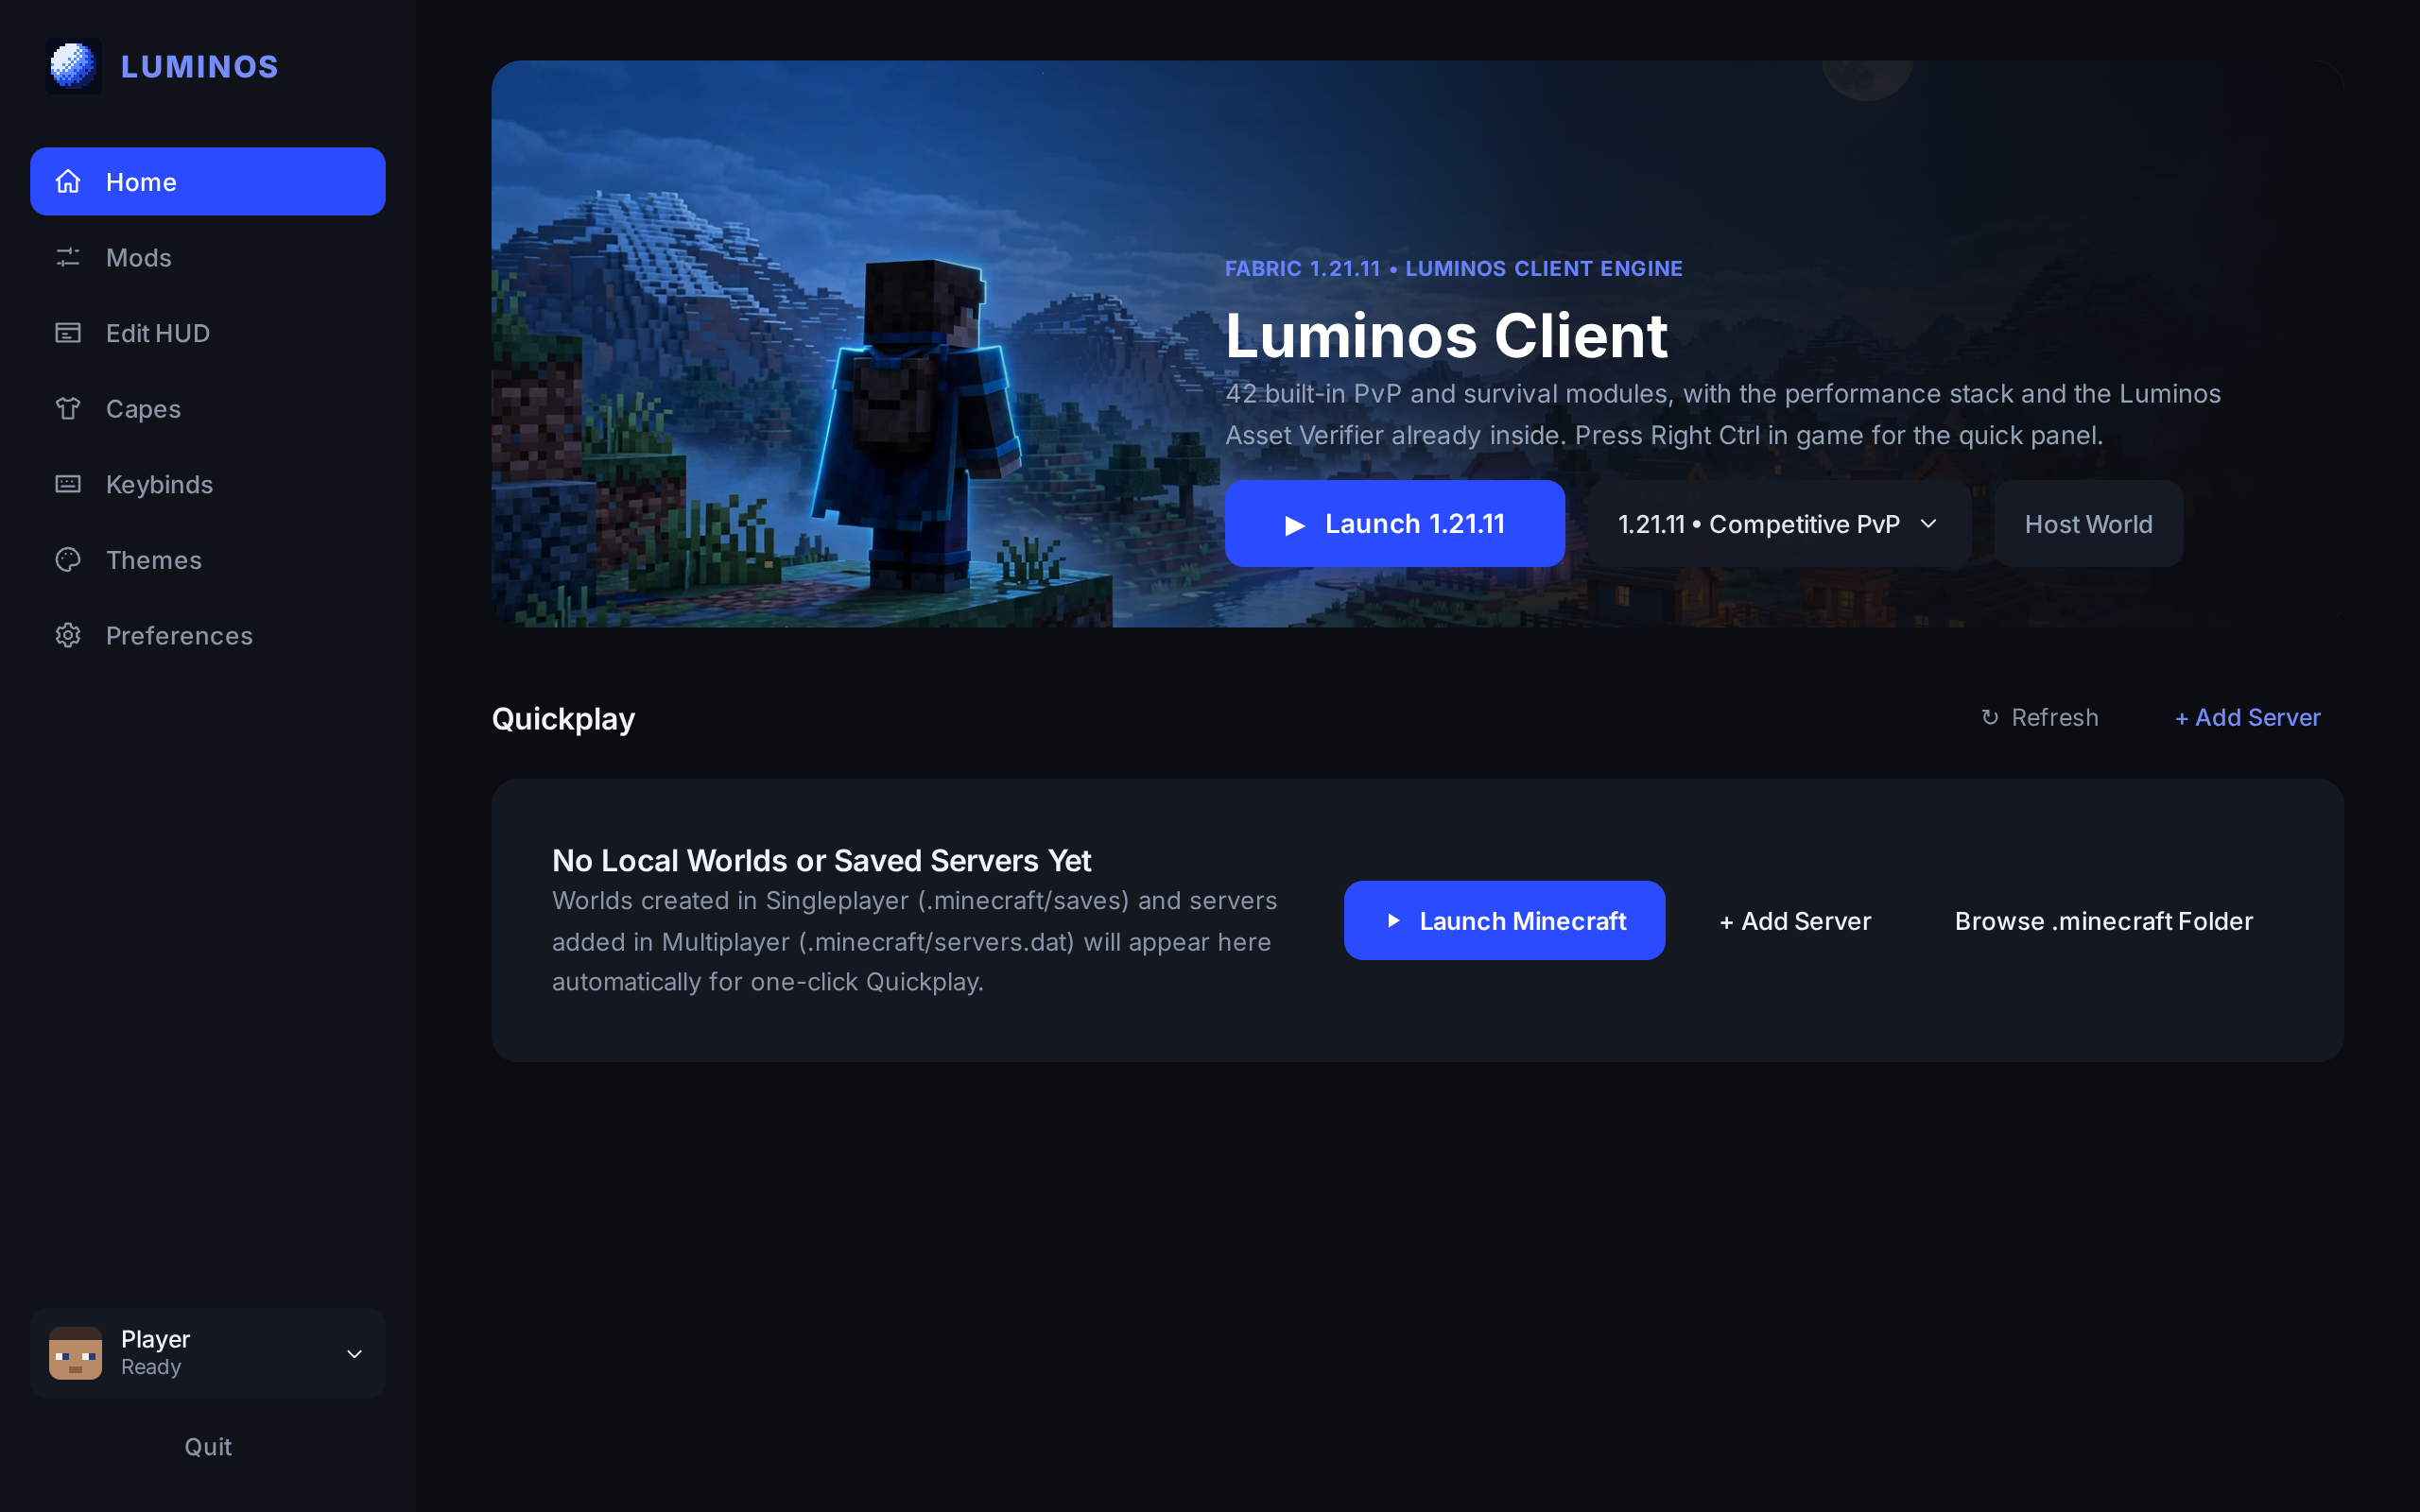 LUMINOS
Home
Mods
Edit HUD
Capes
Keybinds
Themes
Preferences
Player
Ready
Quit
FABRIC 1.21.11 • LUMINOS CLIENT ENGINE
Luminos Client
42 built-in PvP and survival modules, with the performance stack and the Luminos
Asset Verifier already inside. Press Right Ctrl in game for the quick panel.
▶ Launch 1.21.11
1.21.11 • Competitive PvP
Host World
Quickplay
↻ Refresh
+ Add Server
No Local Worlds or Saved Servers Yet
Worlds created in Singleplayer (.minecraft/saves) and servers
added in Multiplayer (.minecraft/servers.dat) will appear here
automatically for one-click Quickplay.
▶ Launch Minecraft
+ Add Server
Browse .minecraft Folder